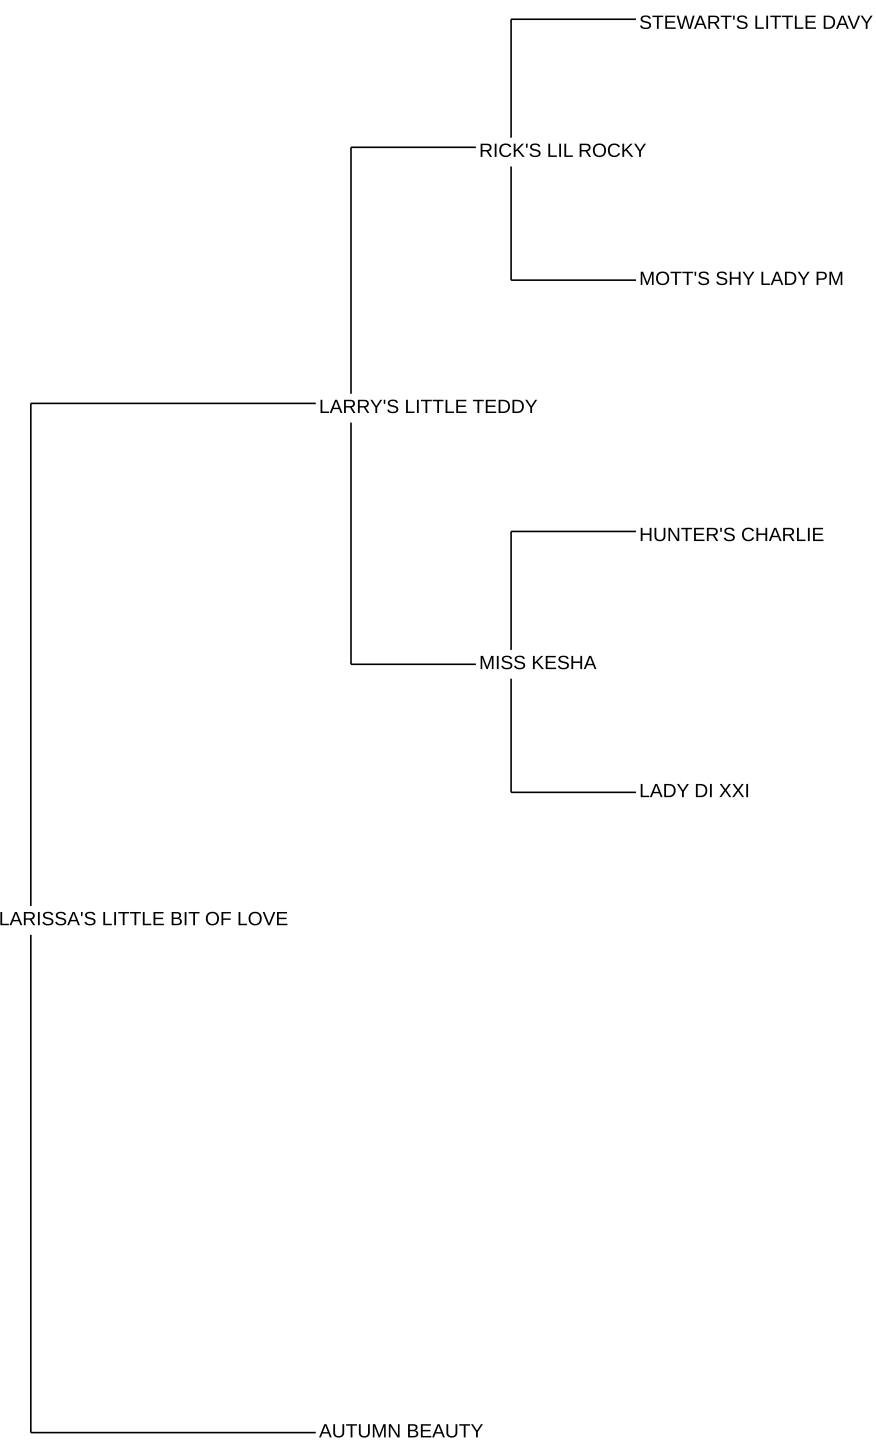 STEWART'S LITTLE DAVY
RICK'S LIL ROCKY
MOTT'S SHY LADY PM
LARRY'S LITTLE TEDDY
HUNTER'S CHARLIE
MISS KESHA
LADY DI XXI
LARISSA'S LITTLE BIT OF LOVE
AUTUMN BEAUTY